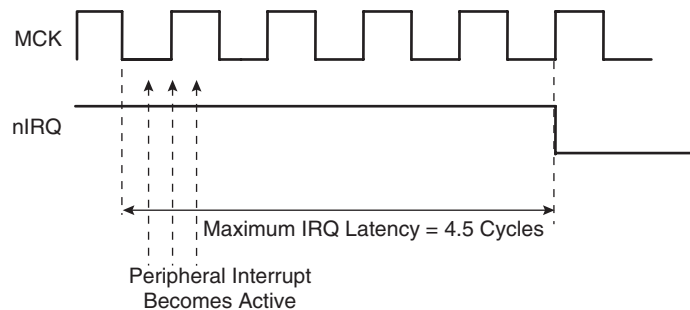 MCK
nIRQ
Maximum IRQ Latency = 4.5 Cycles
Peripheral Interrupt
Becomes Active